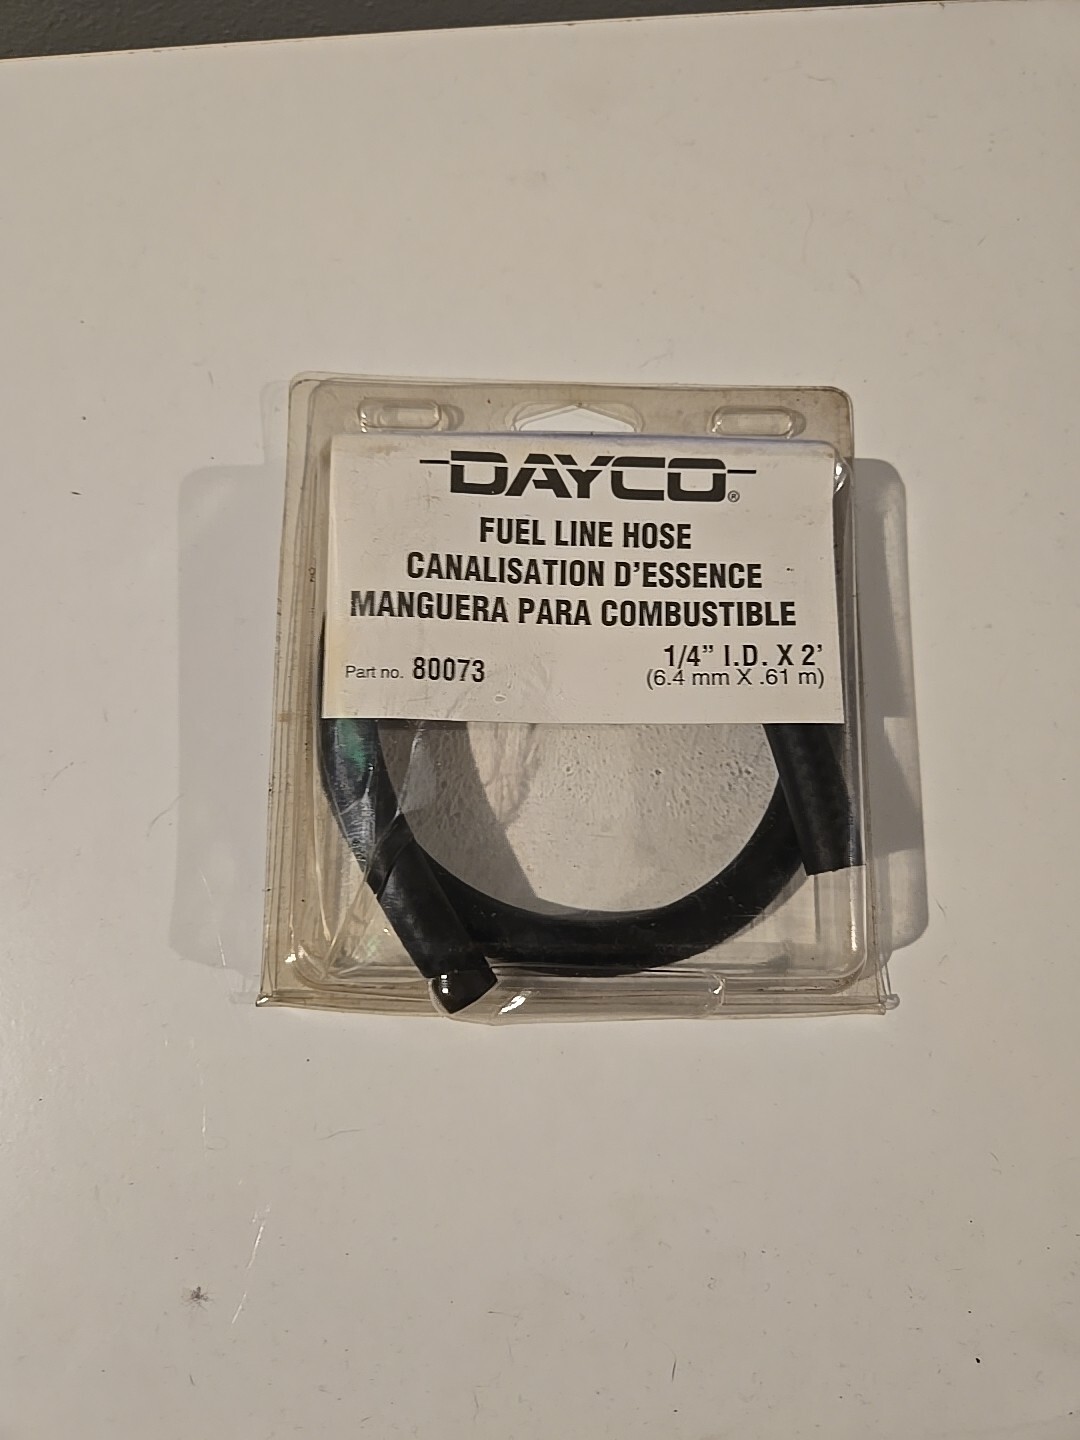 DAYCO®
FUEL LINE HOSE
CANALISATION D'ESSENCE
MANGUERA PARA COMBUSTIBLE
Part no. 80073
1/4" I.D. X 2'
(6.4 mm X .61 m)